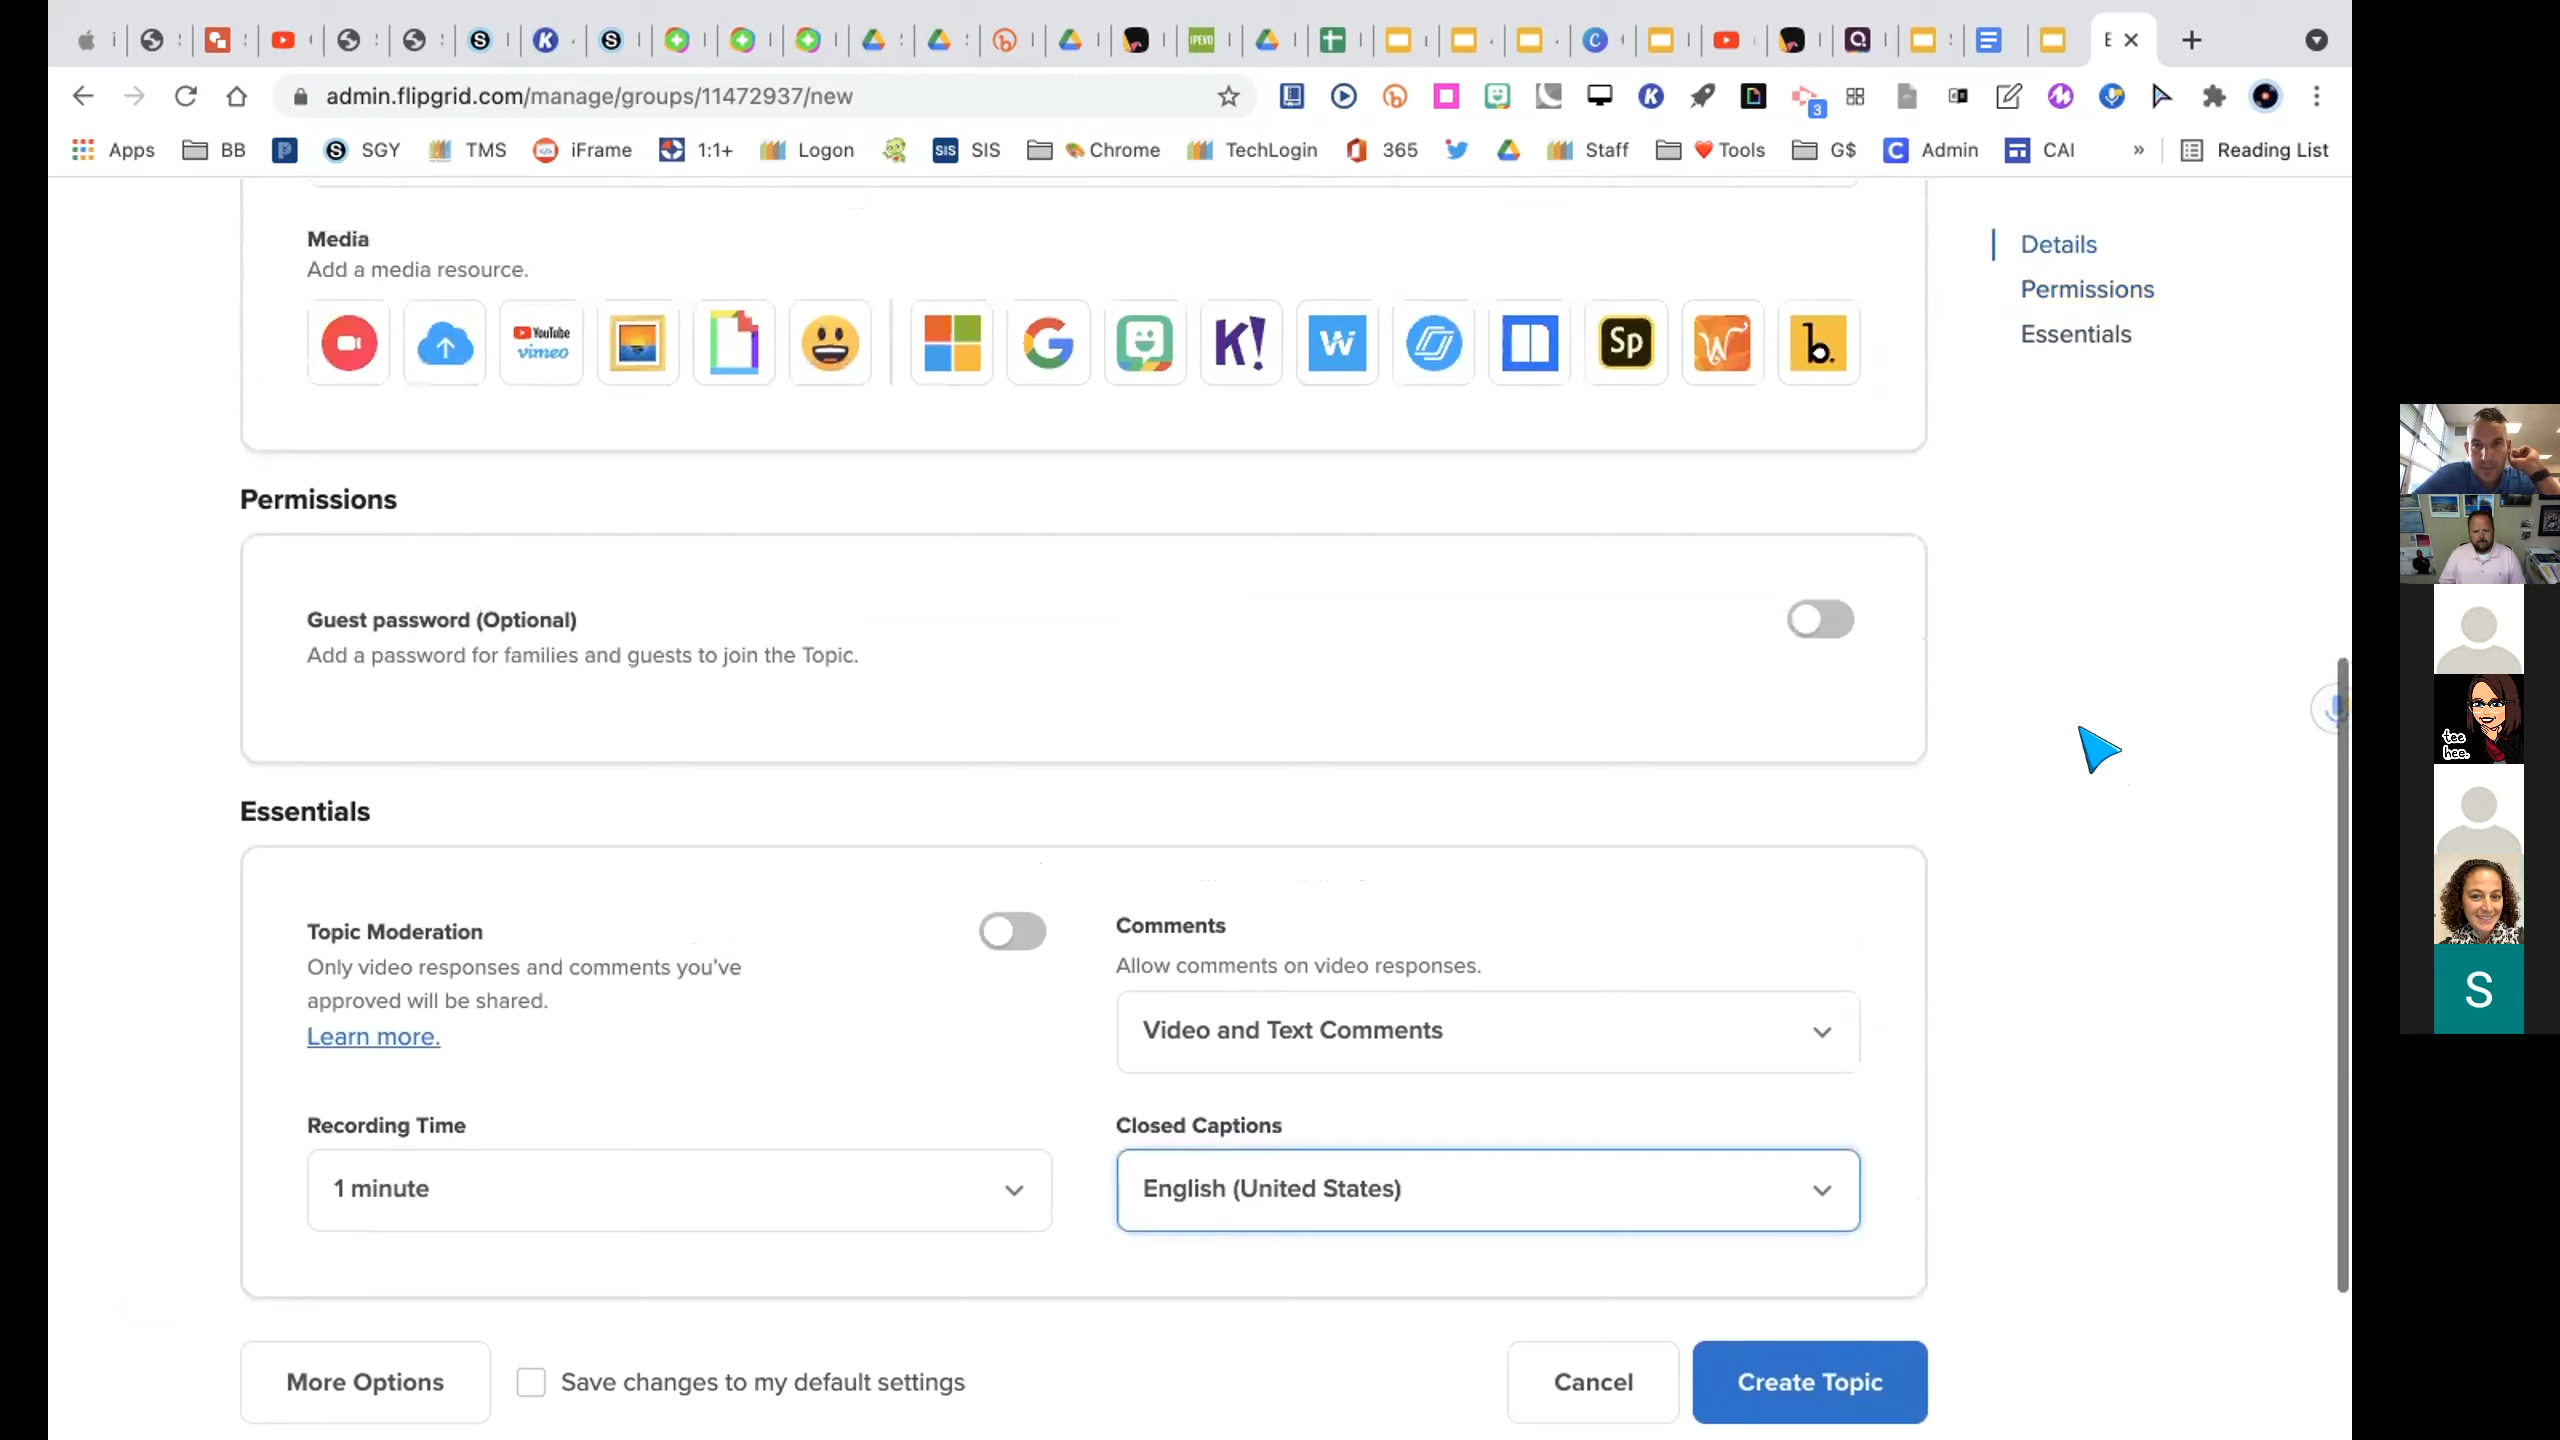 E
admin.flipgrid.com/manage/groups/11472937/new
3
Apps BB SGY TMS iFrame 1:1+ Logon SIS SIS Chrome TechLogin 365 Staff Tools G$ Admin CAI » Reading List
Media
Add a media resource.
YouTube
vimeo
K!
W
Sp
W
b.
Details
Permissions
Essentials
Permissions
Guest password (Optional)
Add a password for families and guests to join the Topic.
tee
hee.
Essentials
Topic Moderation
Only video responses and comments you've
approved will be shared.
Learn more.
Comments
Allow comments on video responses.
Video and Text Comments
S
Recording Time
1 minute
Closed Captions
English (United States)
More Options
Save changes to my default settings
Cancel
Create Topic